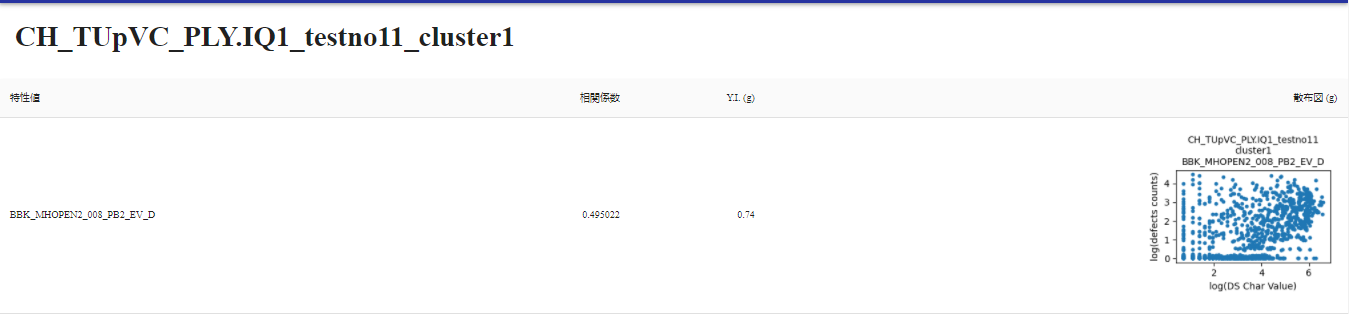 CH_TUpVC_PLY.IQ1_testno11_cluster1
特性値 相関係数 Y.I. (g) 散布図 (g)
CH_TUpVC_PLY.IQ1_testno11
cluster1
BBK_MHOPEN2_008_PB2_EV_D
BBK_MHOPEN2_008_PB2_EV_D 0.495022 0.74
log(defects counts)
4
3
2
1
0
2 4 6
log(DS Char Value)